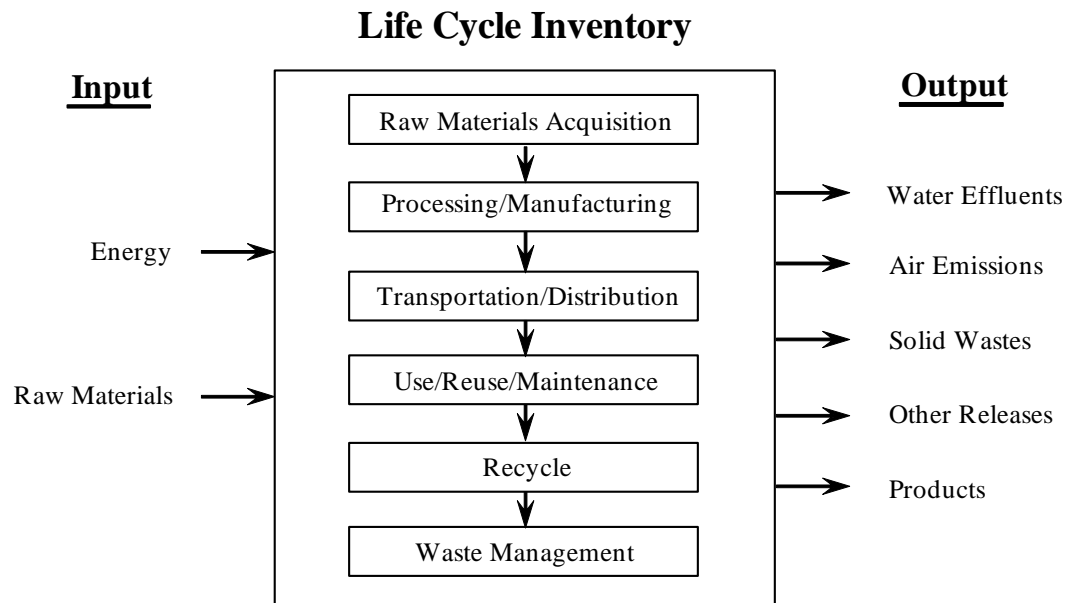 Life Cycle Inventory
Input
Output
Raw Materials Acquisition
Processing/Manufacturing
Transportation/Distribution
Use/Reuse/Maintenance
Recycle
Waste Management
Energy
Raw Materials
Water Effluents
Air Emissions
Solid Wastes
Other Releases
Products